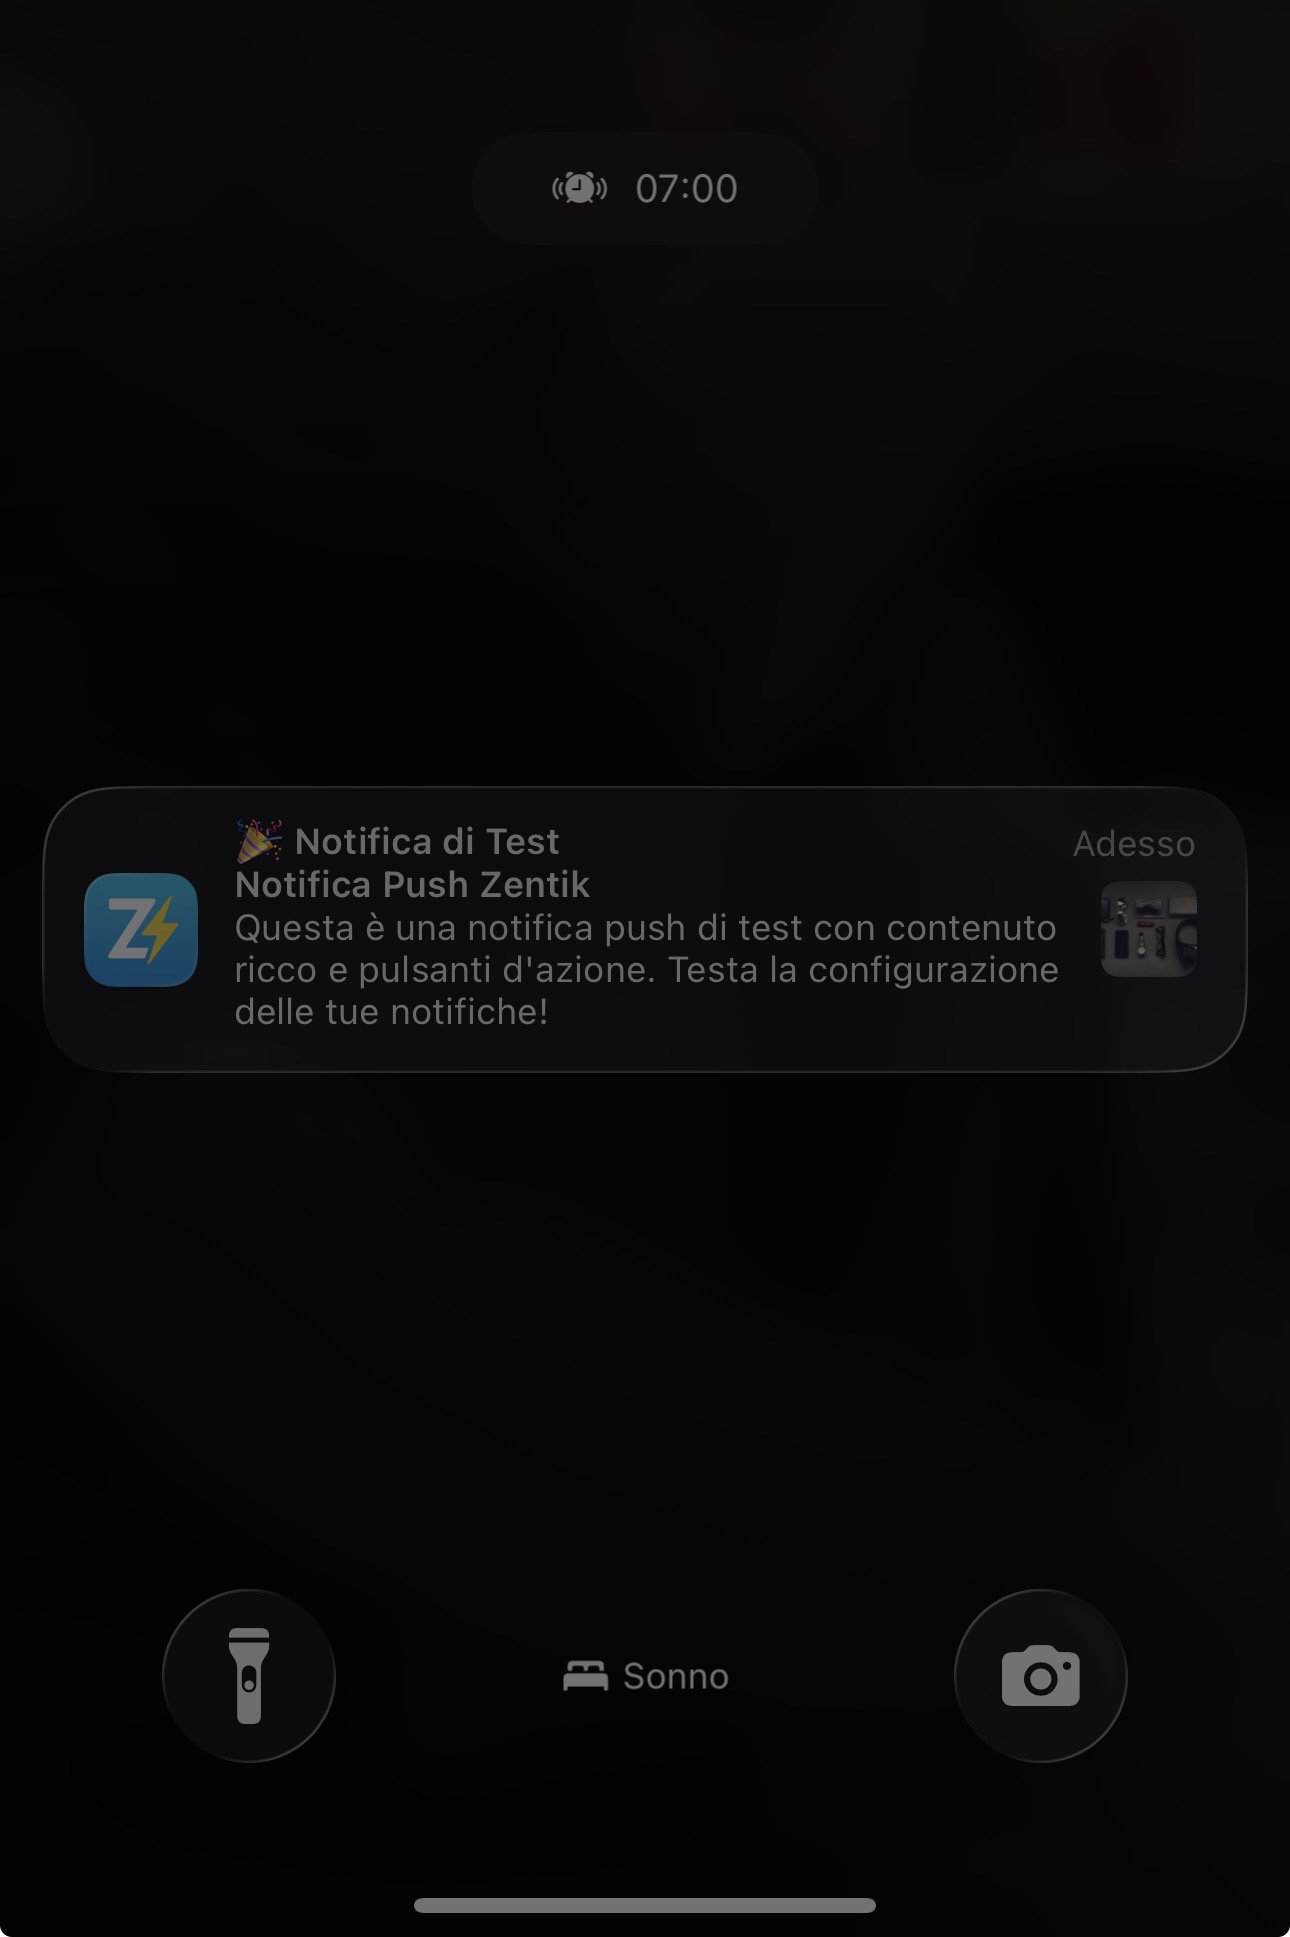 07:00
🎉 Notifica di Test
Adesso
Notifica Push Zentik
Questa è una notifica push di test con contenuto
ricco e pulsanti d'azione. Testa la configurazione
delle tue notifiche!
Z
Sonno